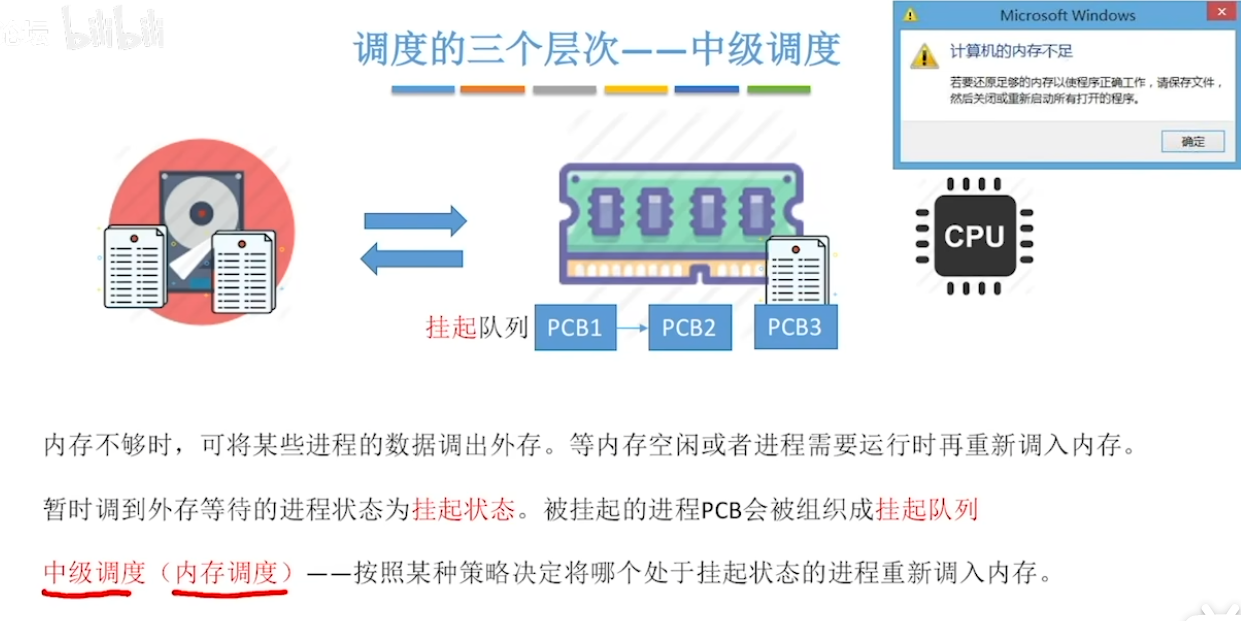 bilibili
调度的三个层次——中级调度
Microsoft Windows
计算机的内存不足
若要还原足够的内存以使程序正确工作，请保存文件，
然后关闭或重新启动所有打开的程序。
确定
CPU
挂起队列 PCB1 PCB2 PCB3
内存不够时，可将某些进程的数据调出外存。等内存空闲或者进程需要运行时再重新调入内存。
暂时调到外存等待的进程状态为挂起状态。被挂起的进程PCB会被组织成挂起队列
中级调度（内存调度）——按照某种策略决定将哪个处于挂起状态的进程重新调入内存。